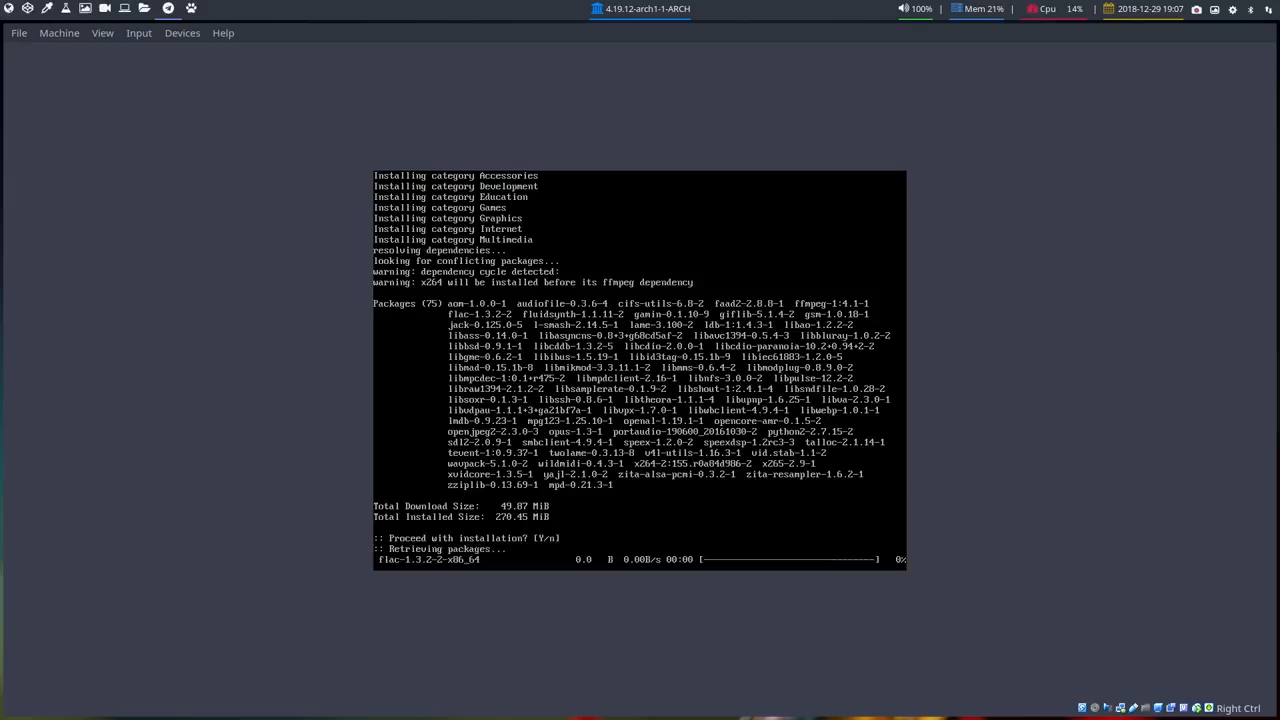 4.19.12-arch1-1-ARCH
100%
Mem 21%
Cpu 14%
2018-12-29 19:07
File Machine View Input Devices Help
Installing category Accessories
Installing category Development
Installing category Education
Installing category Games
Installing category Graphics
Installing category Internet
Installing category Multimedia
resolving dependencies...
looking for conflicting packages...
warning: dependency cycle detected:
warning: x264 will be installed before its ffmpeg dependency
Packages (75) aom-1.0.0-1 audiofile-0.3.6-4 cifs-utils-6.8-2 faad2-2.8.8-1 ffmpeg-1:4.1-1
flac-1.3.2-2 fluidsynth-1.1.11-2 gamin-0.1.10-9 giflib-5.1.4-2 gsm-1.0.18-1
jack-0.125.0-5 l-smash-2.14.5-1 lame-3.100-2 ldb-1:1.4.3-1 libao-1.2.2-2
libass-0.14.0-1 libasyncns-0.8+3+g68cd5af-2 libavc1394-0.5.4-3 libbluray-1.0.2-2
libbsd-0.9.1-1 libcddb-1.3.2-5 libcdio-2.0.0-1 libcdio-paranoia-10.2+0.94+2-2
libgme-0.6.2-1 libibus-1.5.19-1 libid3tag-0.15.1b-9 libiec61883-1.2.0-5
libmad-0.15.1b-8 libmikmod-3.3.11.1-2 libmms-0.6.4-2 libmodplug-0.8.9.0-2
libmpcdec-1:0.1+r475-2 libmpdclient-2.16-1 libnfs-3.0.0-2 libpulse-12.2-2
libraw1394-2.1.2-2 libsamplerate-0.1.9-2 libshout-1:2.4.1-4 libsndfile-1.0.28-2
libsoxr-0.1.3-1 libssh-0.8.6-1 libtheora-1.1.1-4 libupnp-1.6.25-1 libva-2.3.0-1
libvdpau-1.1.1+3+ga21bf7a-1 libvpx-1.7.0-1 libwbclient-4.9.4-1 libwebp-1.0.1-1
lmdb-0.9.23-1 mpg123-1.25.10-1 openal-1.19.1-1 opencore-amr-0.1.5-2
openjpeg2-2.3.0-3 opus-1.3-1 portaudio-190600_20161030-2 python2-2.7.15-2
sdl2-2.0.9-1 smbclient-4.9.4-1 speex-1.2.0-2 speexdsp-1.2rc3-3 talloc-2.1.14-1
tevent-1:0.9.37-1 twolame-0.3.13-8 v4l-utils-1.16.3-1 vid.stab-1.1-2
wavpack-5.1.0-2 wildmidi-0.4.3-1 x264-2:155.r0a84d986-2 x265-2.9-1
xvidcore-1.3.5-1 yajl-2.1.0-2 zita-alsa-pcmi-0.3.2-1 zita-resampler-1.6.2-1
zziplib-0.13.69-1 mpd-0.21.3-1
Total Download Size: 49.87 MiB
Total Installed Size: 270.45 MiB
:: Proceed with installation? [Y/n]
:: Retrieving packages...
flac-1.3.2-2-x86_64 0.0 B 0.00B/s 00:00 [----------------------] 0%
Right Ctrl